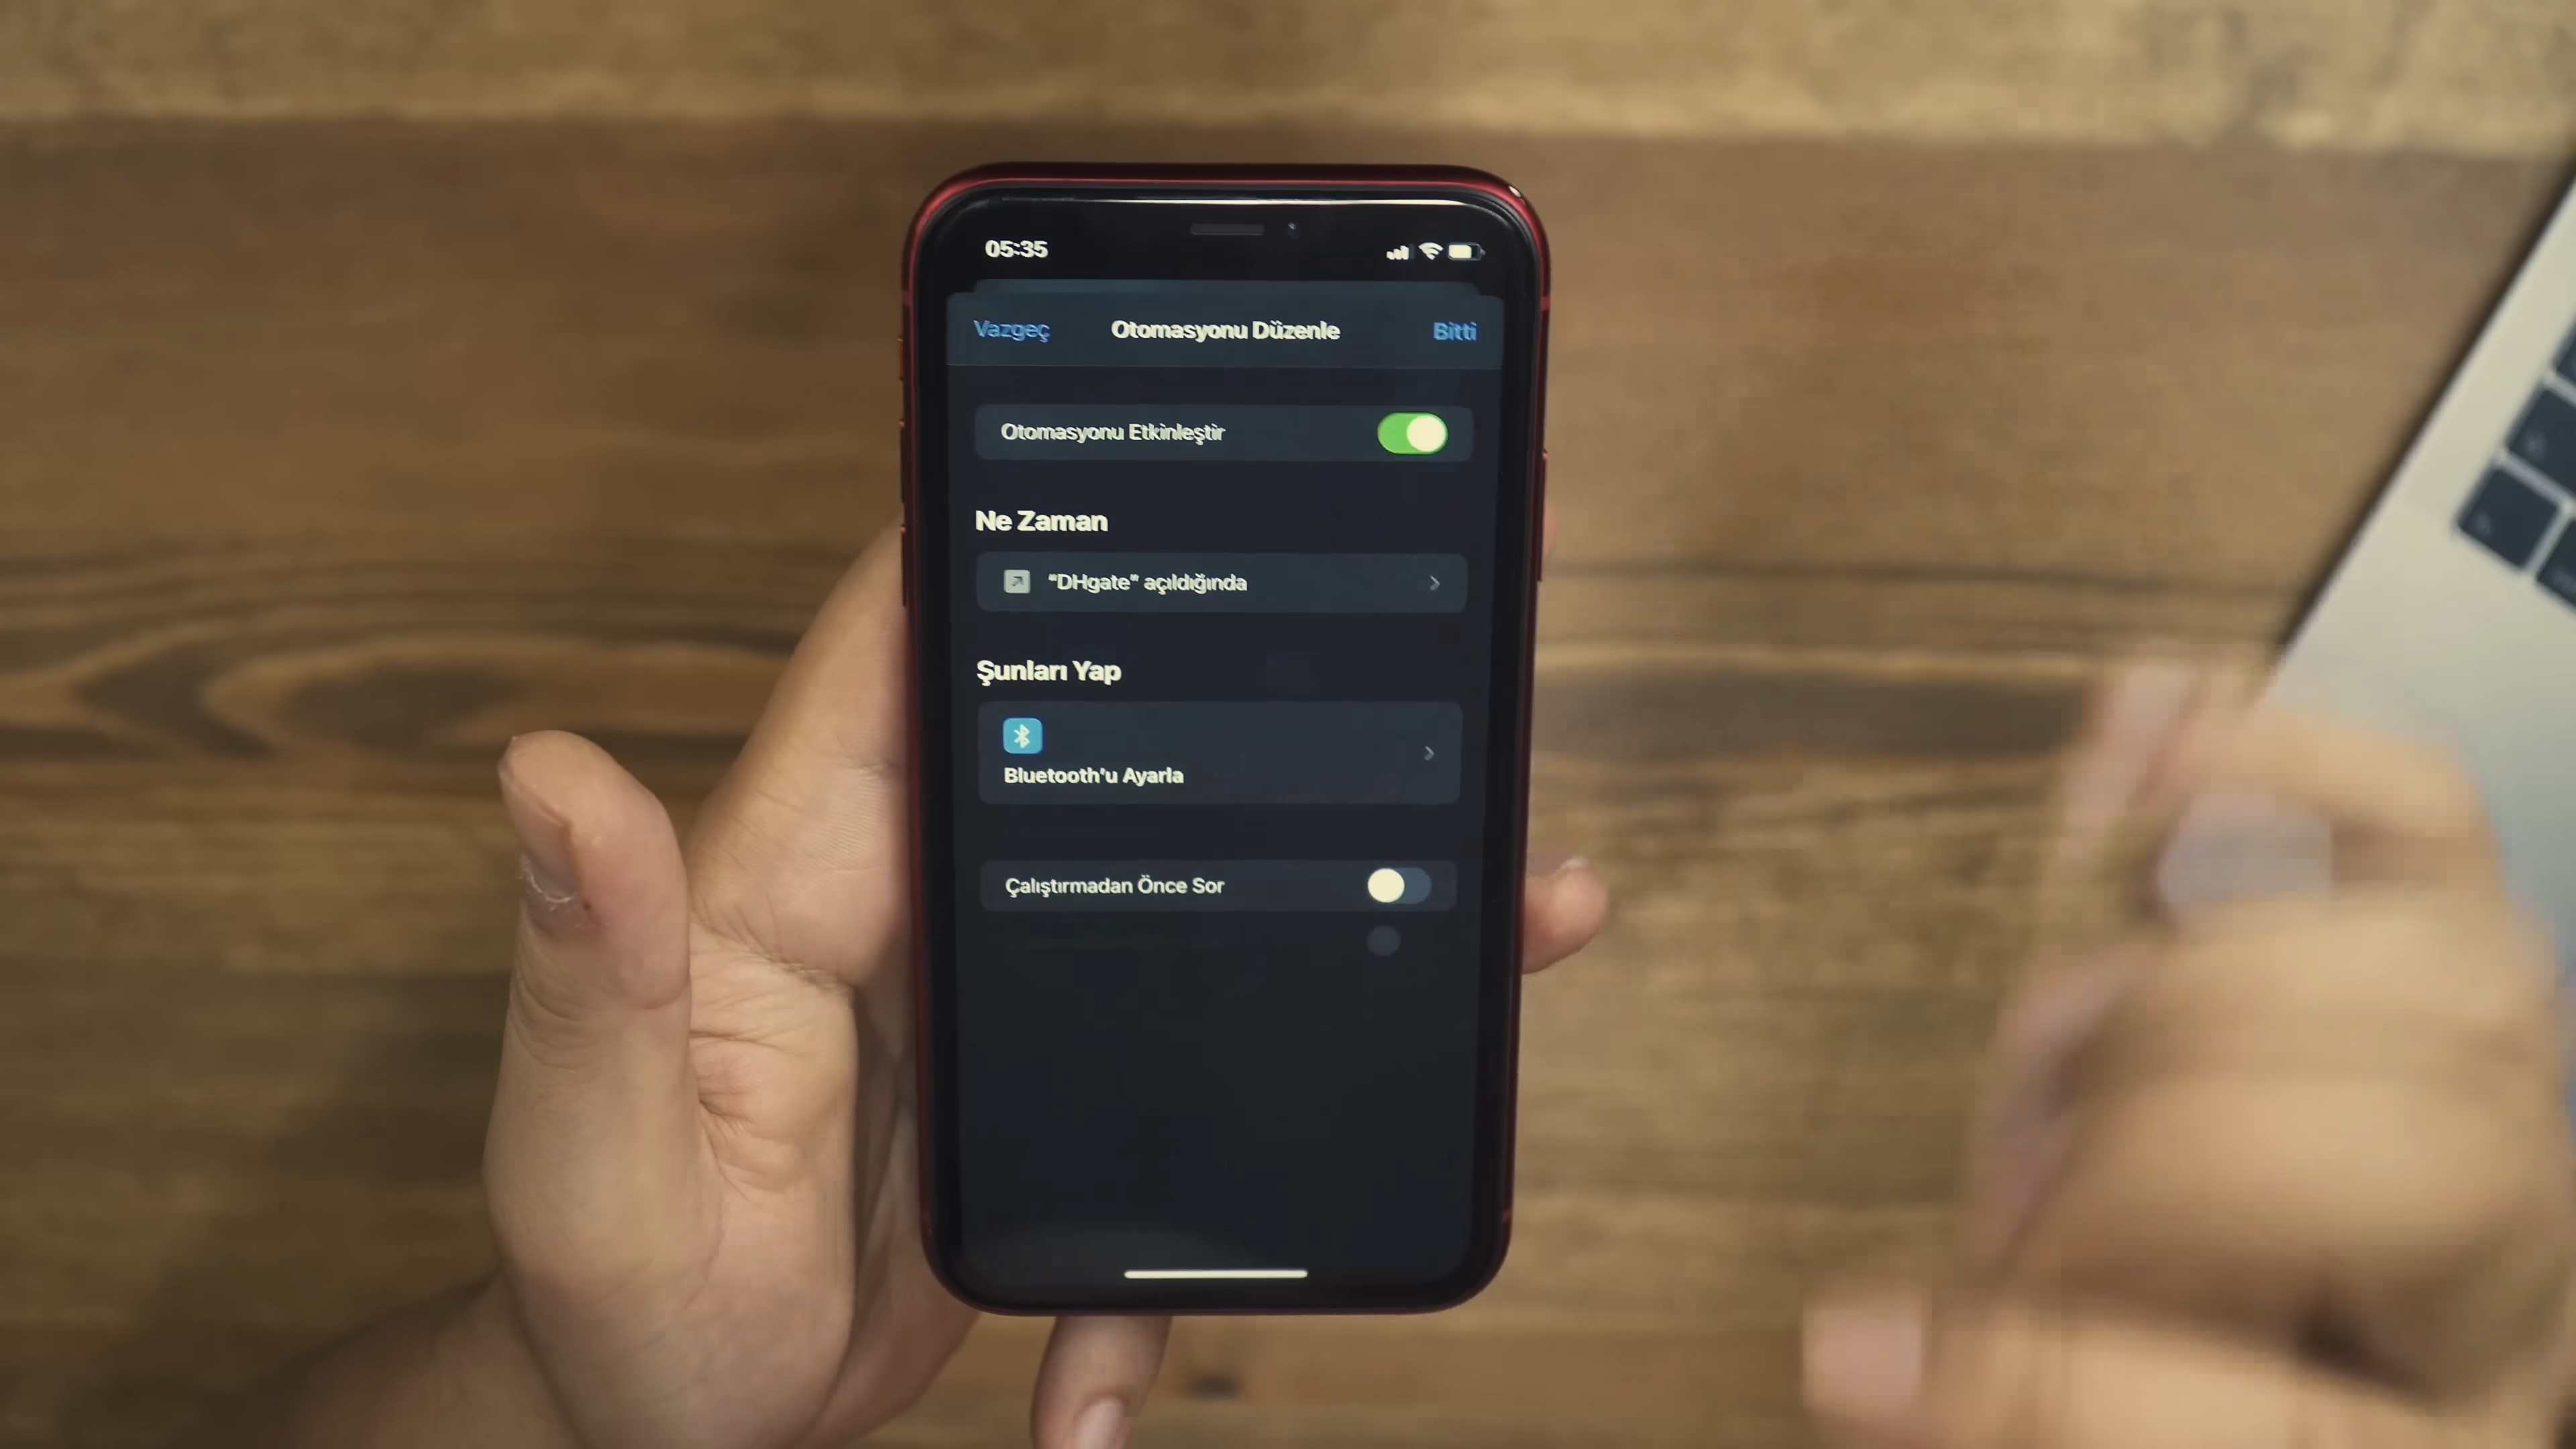 05:35
Vazgeç Otomasyonu Düzenle Bitti
Otomasyonu Etkinleştir
Ne Zaman
“DHgate” açıldığında
Şunları Yap
Bluetooth’u Ayarla
Çalıştırmadan Önce Sor